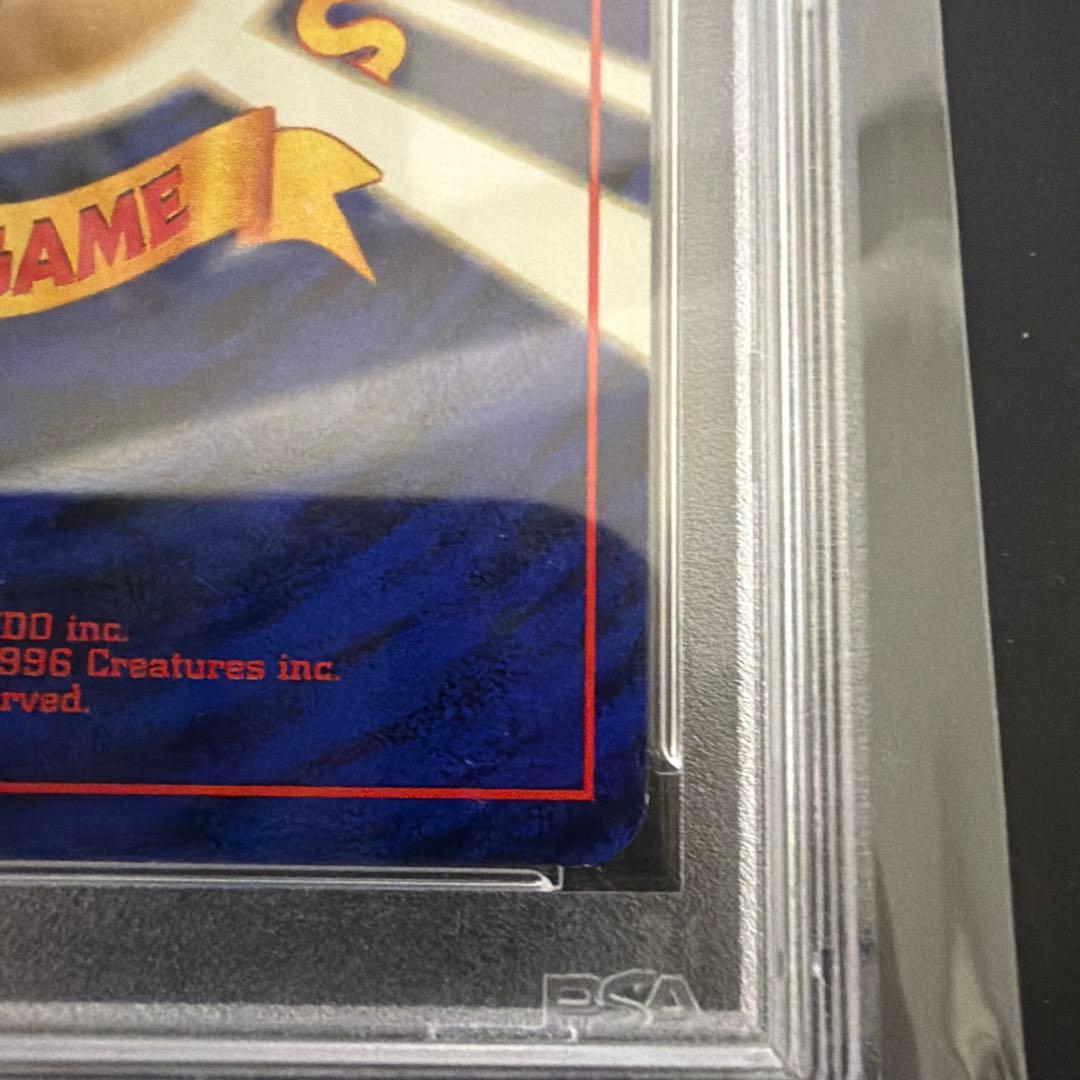 S
GAME
DO inc.
996 Creatures inc.
rved.
PSA